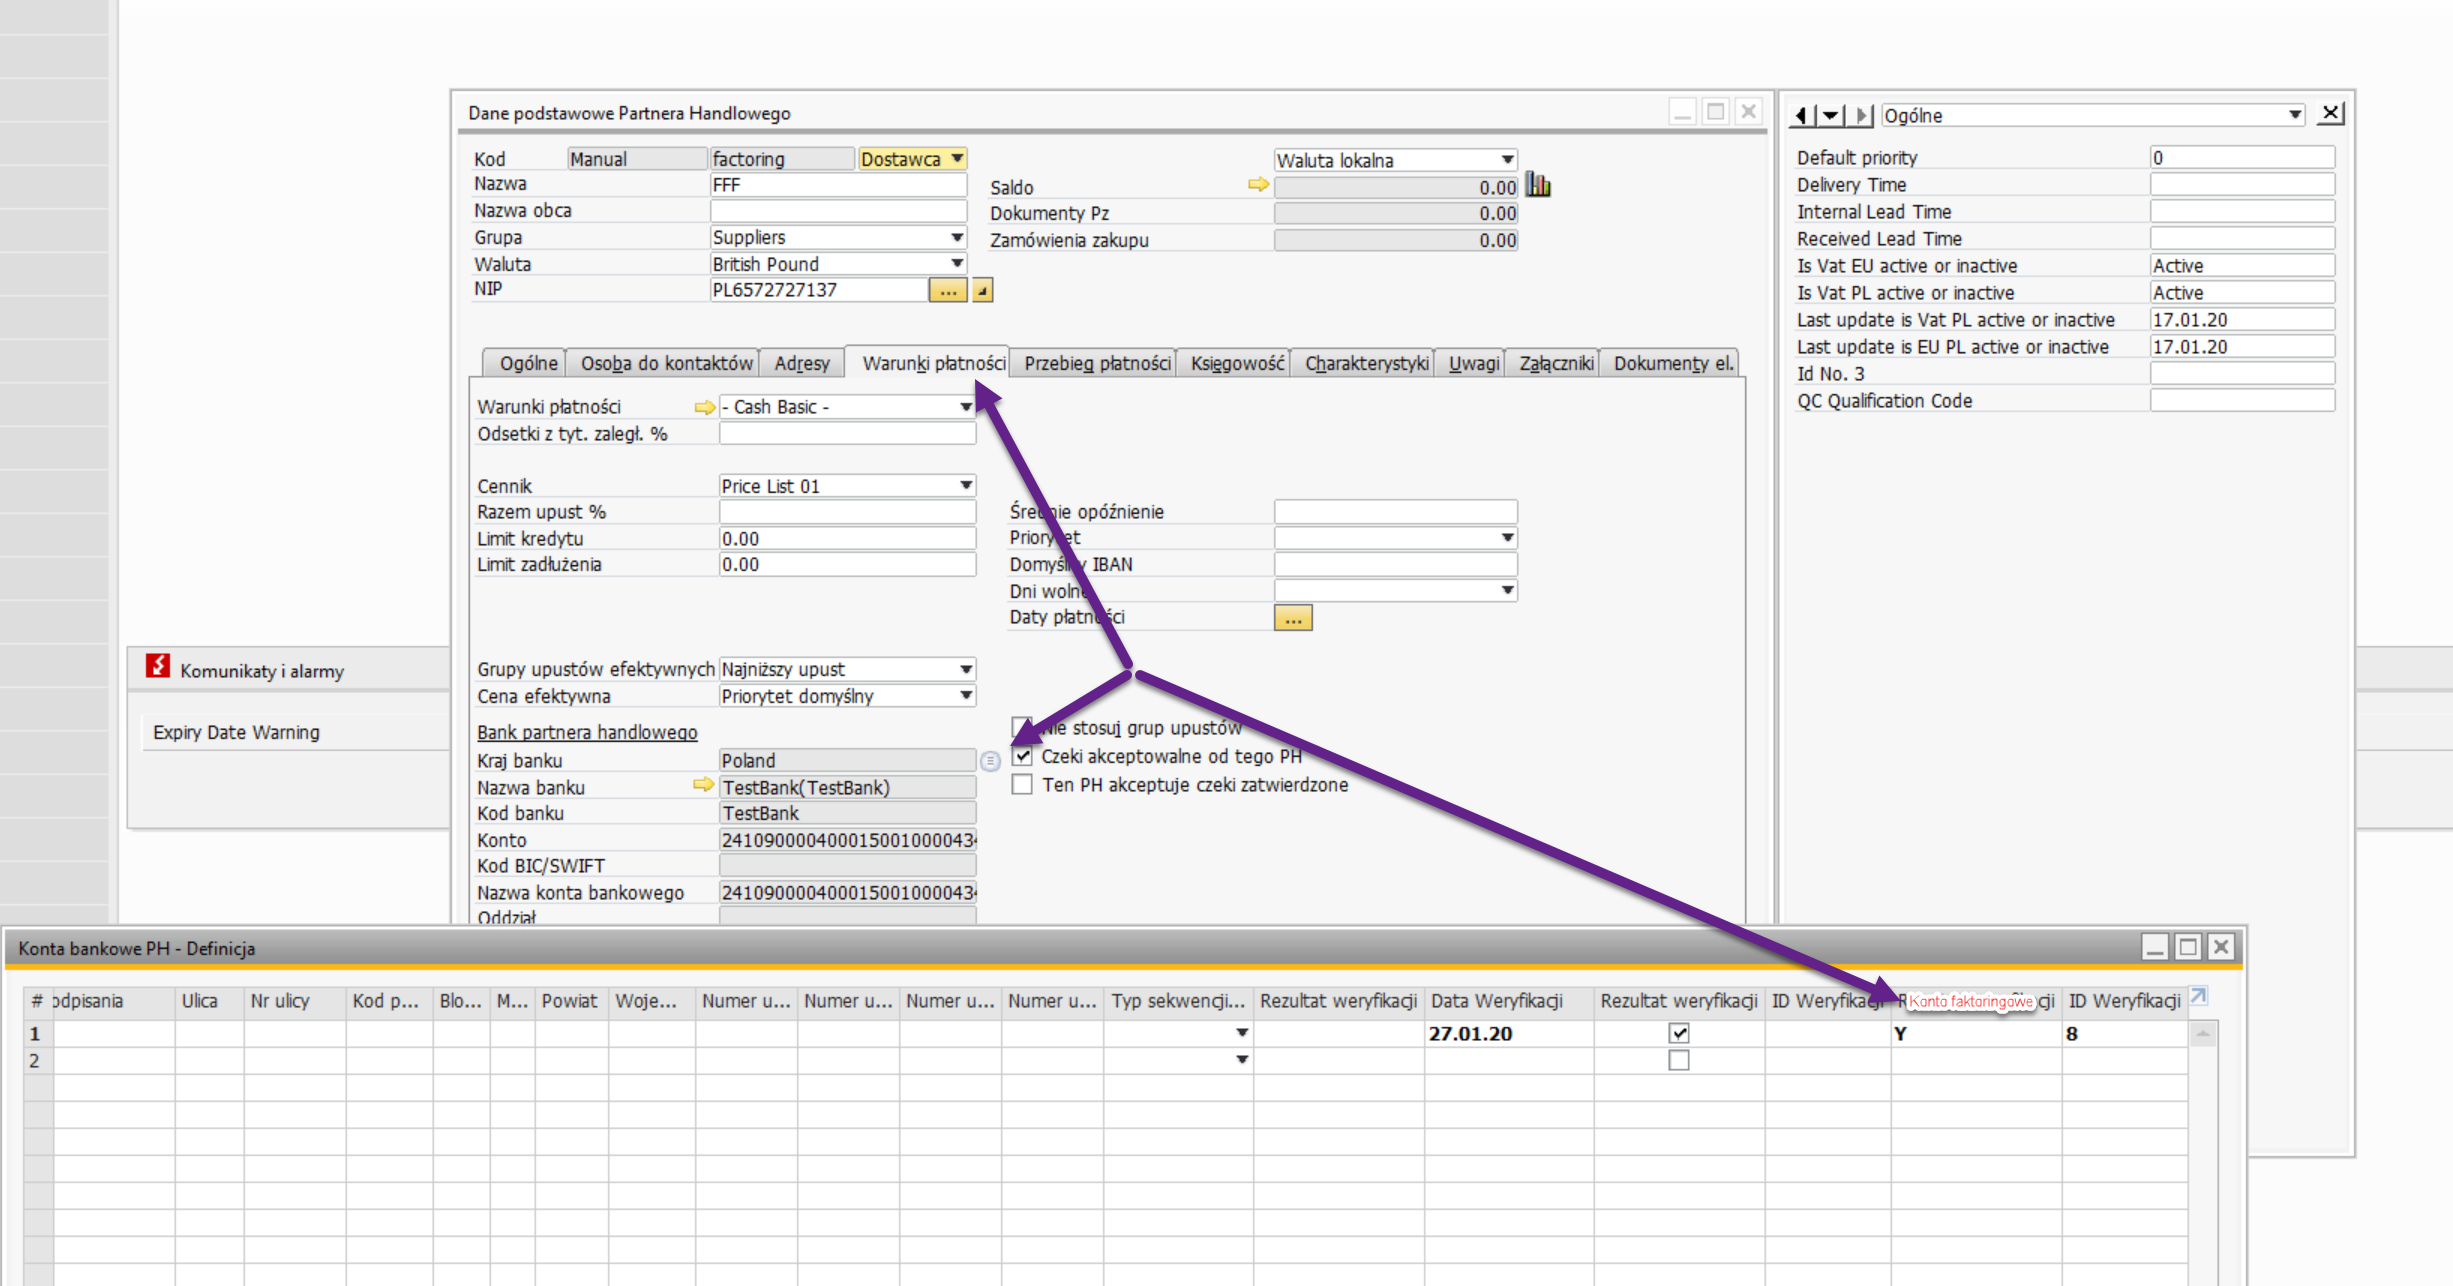 Dane podstawowe Partnera Handlowego
Kod Manual factoring Dostawca Waluta lokalna
Nazwa FFF
Saldo 0.00
Nazwa obca
Dokumenty Pz 0.00
Grupa Suppliers
Zamówienia zakupu 0.00
Waluta British Pound
NIP PL6572727137 ...
Ogólne Osoba do kontaktów Adresy Warunki płatności Przebieg płatności Księgowość Charakterystyki Uwagi Załączniki Dokumenty el.
Warunki płatności - Cash Basic -
Odsetki z tyt. zaległ. %
Cennik Price List 01
Razem upust %
Limit kredytu 0.00
Limit zadłużenia 0.00
Średnie opóźnienie
Priorytet
Domyślny IBAN
Dni wolne
Daty płatności ...
Grupy upustów efektywnych Najniższy upust
Cena efektywna Priorytet domyślny
Bank partnera handlowego
Kraj banku Poland
Nazwa banku TestBank(TestBank)
Kod banku TestBank
Konto 2410900004000150010000434
Kod BIC/SWIFT
Nazwa konta bankowego 2410900004000150010000434
Oddział
Nie stosuj grup upustów
Czeki akceptowalne od tego PH
Ten PH akceptuje czeki zatwierdzone
Ogólne
Default priority 0
Delivery Time
Internal Lead Time
Received Lead Time
Is Vat EU active or inactive Active
Is Vat PL active or inactive Active
Last update is Vat PL active or inactive 17.01.20
Last update is EU PL active or inactive 17.01.20
Id No. 3
QC Qualification Code
Komunikaty i alarmy
Expiry Date Warning
Konta bankowe PH - Definicja
# odpisania Ulica Nr ulicy Kod p... Blo... M... Powiat Woje... Numer u... Numer u... Numer u... Numer u... Typ sekwencji... Rezultat weryfikacji Data Weryfikacji Rezultat weryfikacji ID Weryfikacji Konto faktoringowe ID Weryfikacji
1 27.01.20 Y 8
2